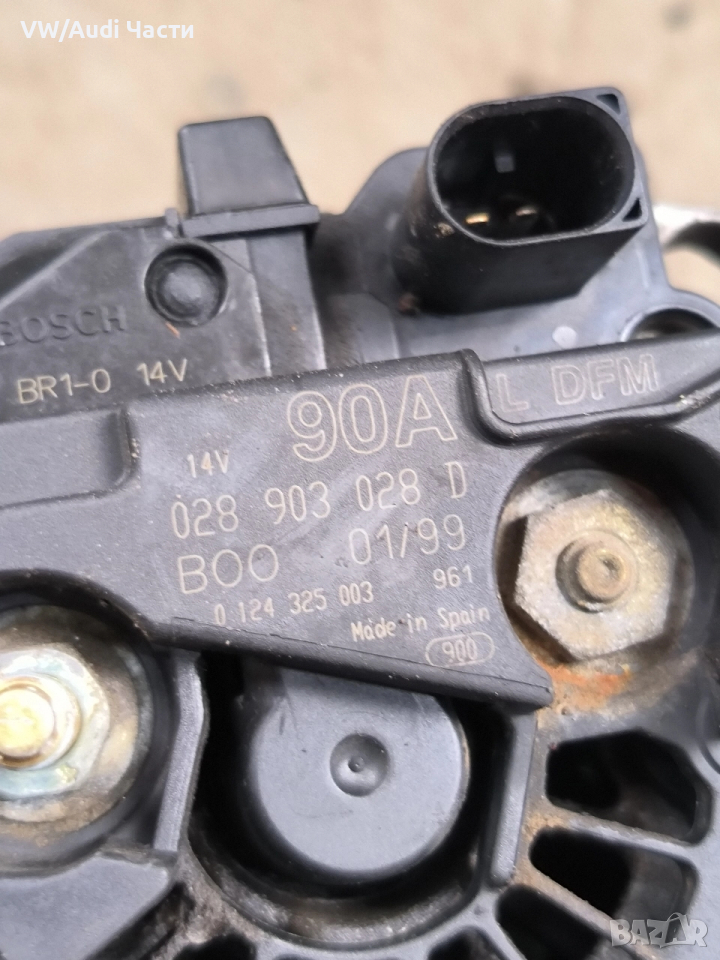 VW/Audi Части
BOSCH
BR1-0 14V
90A
L DFM
14V
028 903 028 D
BOO 01/99
0 124 325 003 961
Made in Spain
900
BAZAR